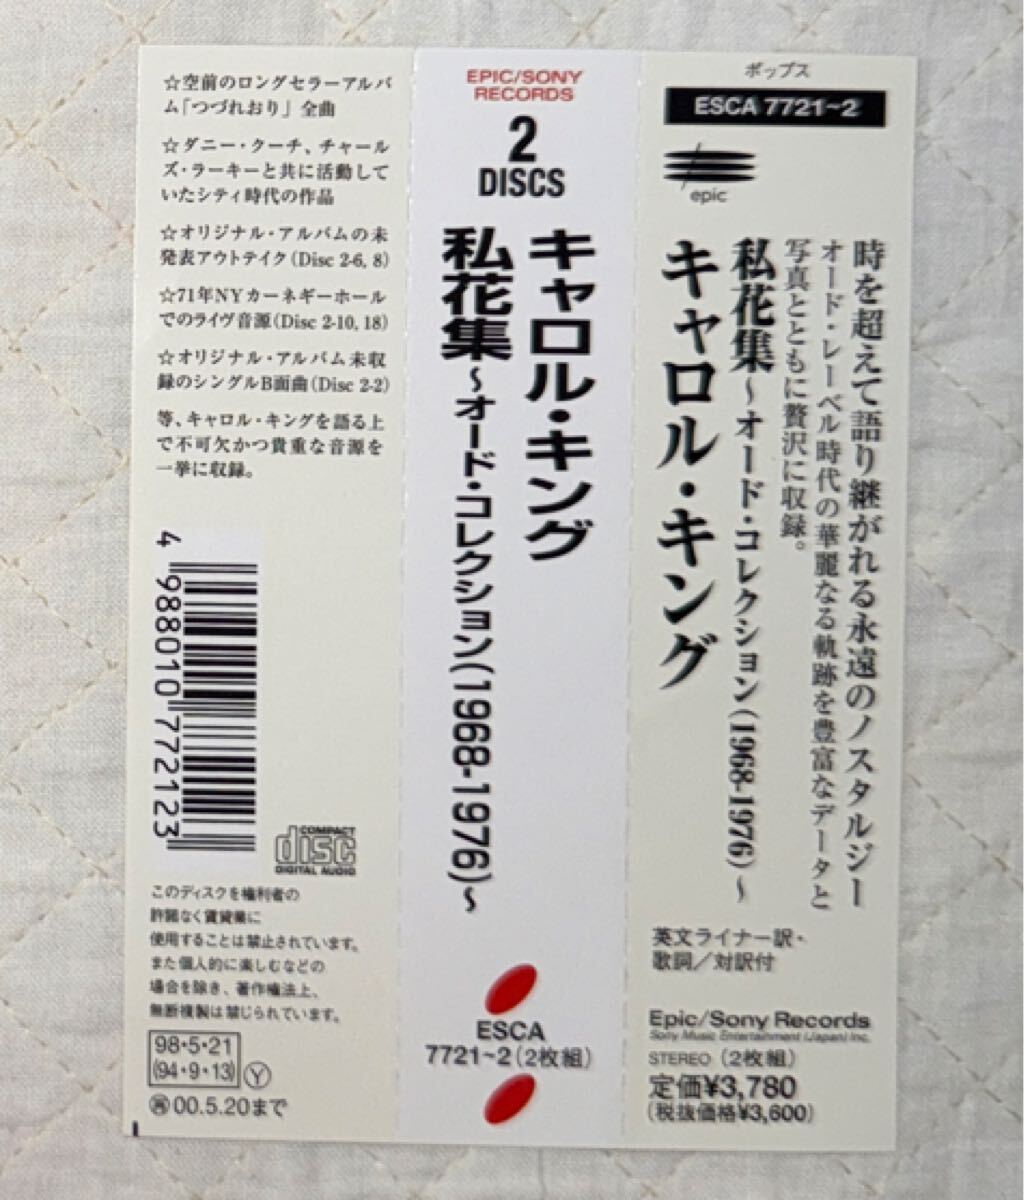 ☆空前のロングセラーアルバ
ム「つづれおり」全曲
☆ダニー・クーチ、チャール
ズ・ラーキーと共に活動して
いたシティ時代の作品
☆オリジナル・アルバムの未
発表アウトテイク(Disc 2-6, 8)
☆71年NYカーネギーホール
でのライヴ音源(Disc 2-10, 18)
☆オリジナル・アルバム未収
録のシングルB面曲(Disc 2-2)
等、キャロル・キングを語る上
で不可欠かつ貴重な音源を
一挙に収録。
4 988010 772123
COMPACT
disc
DIGITAL AUDIO
このディスクを権利者の
許諾なく賃貸業に
使用することは禁止されています。
また個人的に楽しむなどの
場合を除き、著作権法上、
無断複製は禁じられています。
98・5・21
(94・9・13) Ⓨ
㊢00.5.20まで
EPIC/SONY
RECORDS
2
DISCS
キャロル・キング
私花集~オード・コレクション(1968-1976)~
ESCA
7721~2(2枚組)
ポップス
ESCA 7721~2
epic
時を超えて語り継がれる永遠のノスタルジー
オード・レーベル時代の華麗なる軌跡を豊富なデータと
写真とともに贅沢に収録。
私花集~オード・コレクション(1968-1976)~
キャロル・キング
英文ライナー訳・
歌詞／対訳付
Epic/Sony Records
Sony Music Entertainment (Japan) Inc.
STEREO (2枚組)
定価¥3,780
(税抜価格¥3,600)